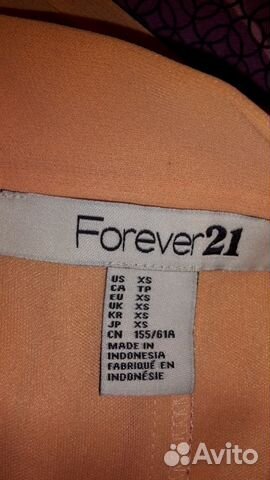 Forever21
US XS
CA TP
EU XS
UK XS
KR XS
JP XS
CN 155/61A
MADE IN
INDONESIA
FABRIQUÉ EN
INDONÉSIE
Avito